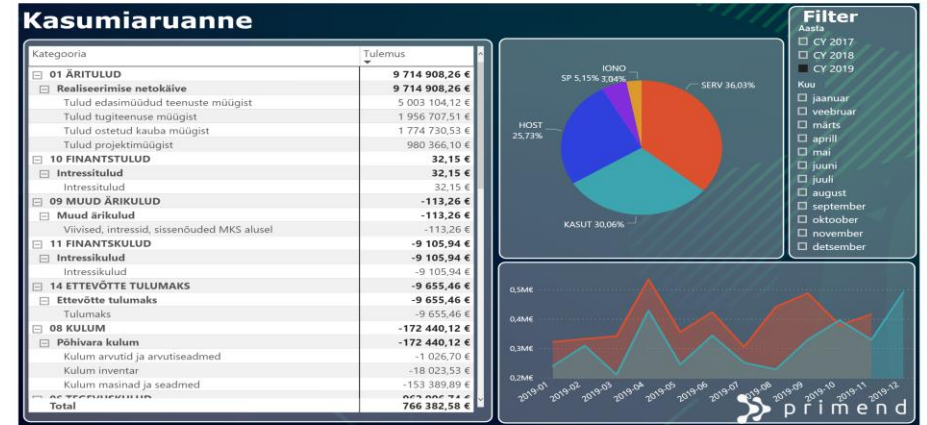 Kasumiaruanne
Kategooria Tulemus
01 ÄRITULUD 9 714 908,26 €
Realiseerimise netokäive 9 714 908,26 €
Tulud edasimüüdud teenuste müügist 5 003 104,12 €
Tulud tugiteenuse müügist 1 956 707,51 €
Tulud ostetud kauba müügist 1 774 730,53 €
Tulud projektimüügist 980 366,10 €
10 FINANTSTULUD 32,15 €
Intressitulud 32,15 €
Intressitulud 32,15 €
09 MUUD ÄRIKULUD -113,26 €
Muud ärikulud -113,26 €
Viivised, intressid, sissenõuded MKS alusel -113,26 €
11 FINANTSKULUD -9 105,94 €
Intressikulud -9 105,94 €
Intressikulud -9 105,94 €
14 ETTEVÕTTE TULUMAKS -9 655,46 €
Ettevõtte tulumaks -9 655,46 €
Tulumaks -9 655,46 €
08 KULUM -172 440,12 €
Põhivara kulum -172 440,12 €
Kulum arvutid ja arvutiseadmed -1 026,70 €
Kulum inventar -18 023,53 €
Kulum masinad ja seadmed -153 389,89 €
Total 766 382,58 €
IONO
3,04%
SP 5,15%
SERV 36,03%
HOST
25,73%
KASUT 30,06%
Filter
Aasta
CY 2017
CY 2018
CY 2019
Kuu
jaanuar
veebruar
märts
aprill
mai
juuni
juuli
august
september
oktoober
november
detsember
0,5M€
0,4M€
0,3M€
0,2M€
2019-01 2019-02 2019-03 2019-04 2019-05 2019-06 2019-07 2019-08 2019-09 2019-10 2019-11 2019-12
primend